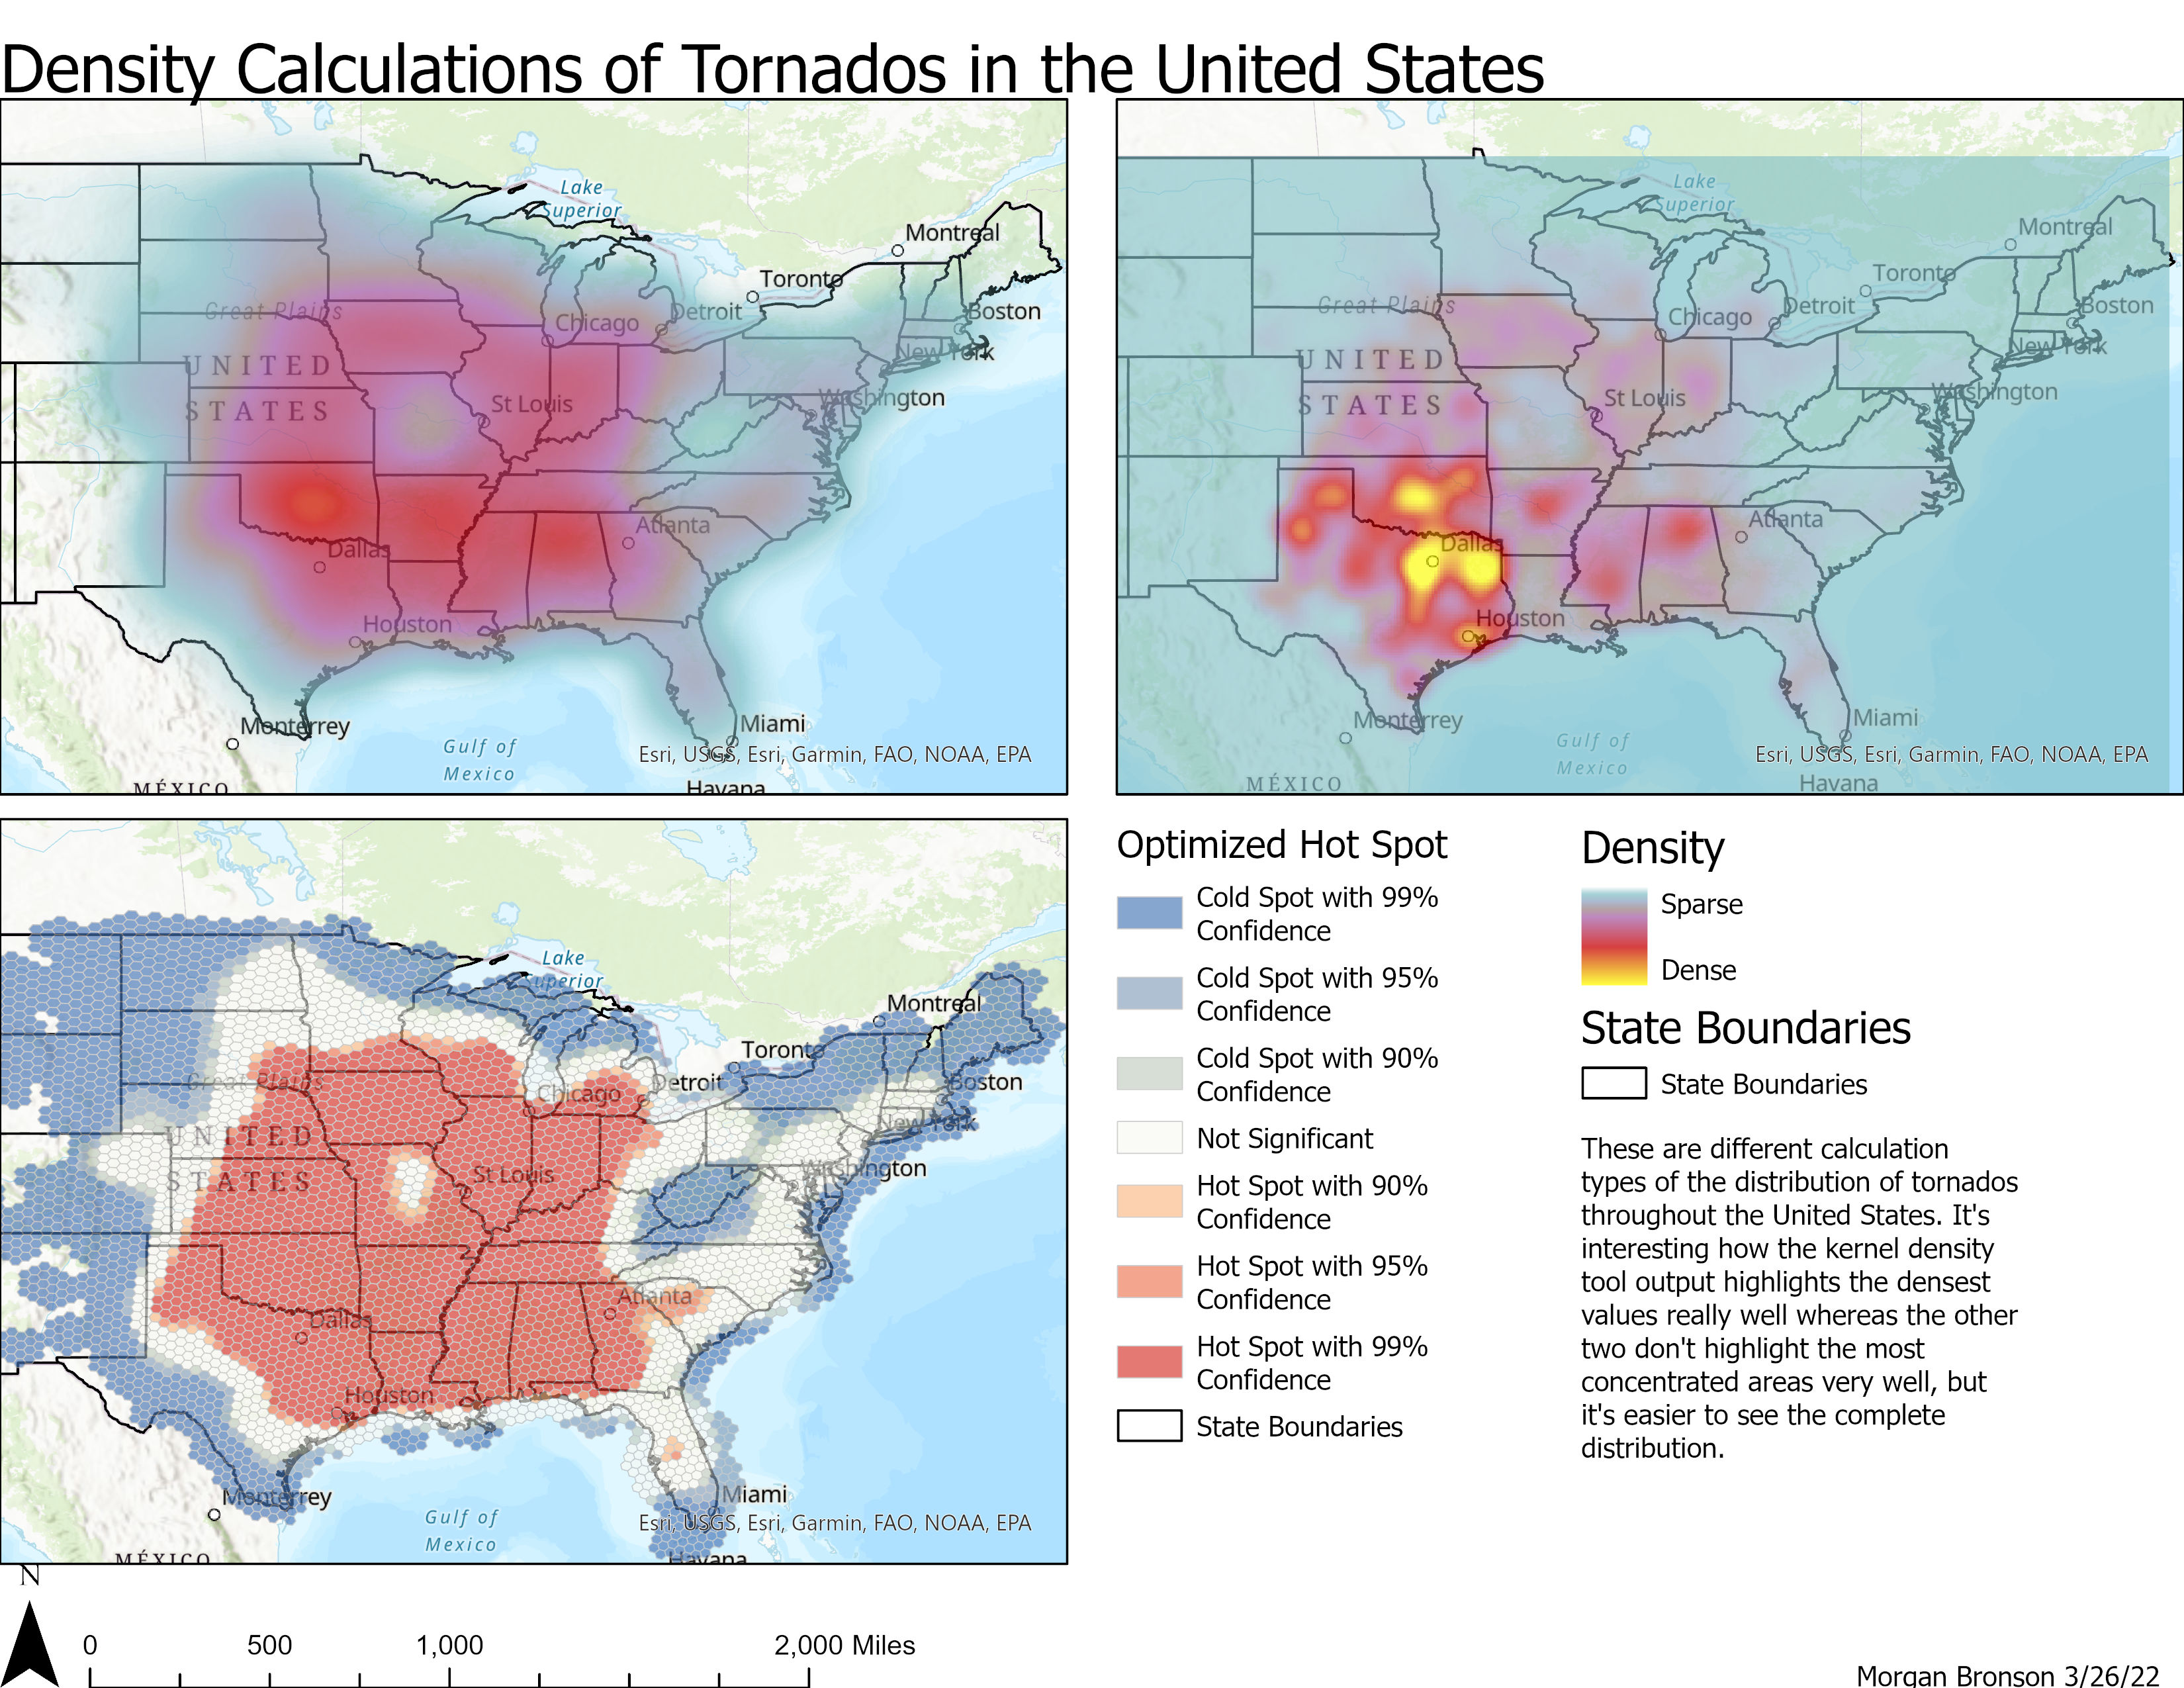 Density Calculations of Tornados in the United States
Lake
Superior
Montreal
Toronto
Great Plains
Detroit
Boston
Chicago
UNITED
New York
STATES
St Louis
Washington
Atlanta
Dallas
Houston
Monterrey
Miami
Gulf of
Mexico
Esri, USGS, Esri, Garmin, FAO, NOAA, EPA
MÉXICO
Havana
Lake
Superior
Montreal
Toronto
Great Plains
Detroit
Boston
Chicago
New York
UNITED
STATES
St Louis
Washington
Atlanta
Dallas
Houston
Monterrey
Miami
Gulf of
Mexico
Esri, USGS, Esri, Garmin, FAO, NOAA, EPA
MÉXICO
Havana
Lake
Superior
Montreal
Toronto
Great Plains
Detroit
Boston
Chicago
New York
UNITED
STATES
St Louis
Washington
Atlanta
Dallas
Houston
Monterrey
Miami
Gulf of
Mexico
Esri, USGS, Esri, Garmin, FAO, NOAA, EPA
MÉXICO
Havana
Optimized Hot Spot
Cold Spot with 99%
Confidence
Cold Spot with 95%
Confidence
Cold Spot with 90%
Confidence
Not Significant
Hot Spot with 90%
Confidence
Hot Spot with 95%
Confidence
Hot Spot with 99%
Confidence
State Boundaries
Density
Sparse
Dense
State Boundaries
State Boundaries
These are different calculation
types of the distribution of tornados
throughout the United States. It's
interesting how the kernel density
tool output highlights the densest
values really well whereas the other
two don't highlight the most
concentrated areas very well, but
it's easier to see the complete
distribution.
N
0 500 1,000 2,000 Miles
Morgan Bronson 3/26/22